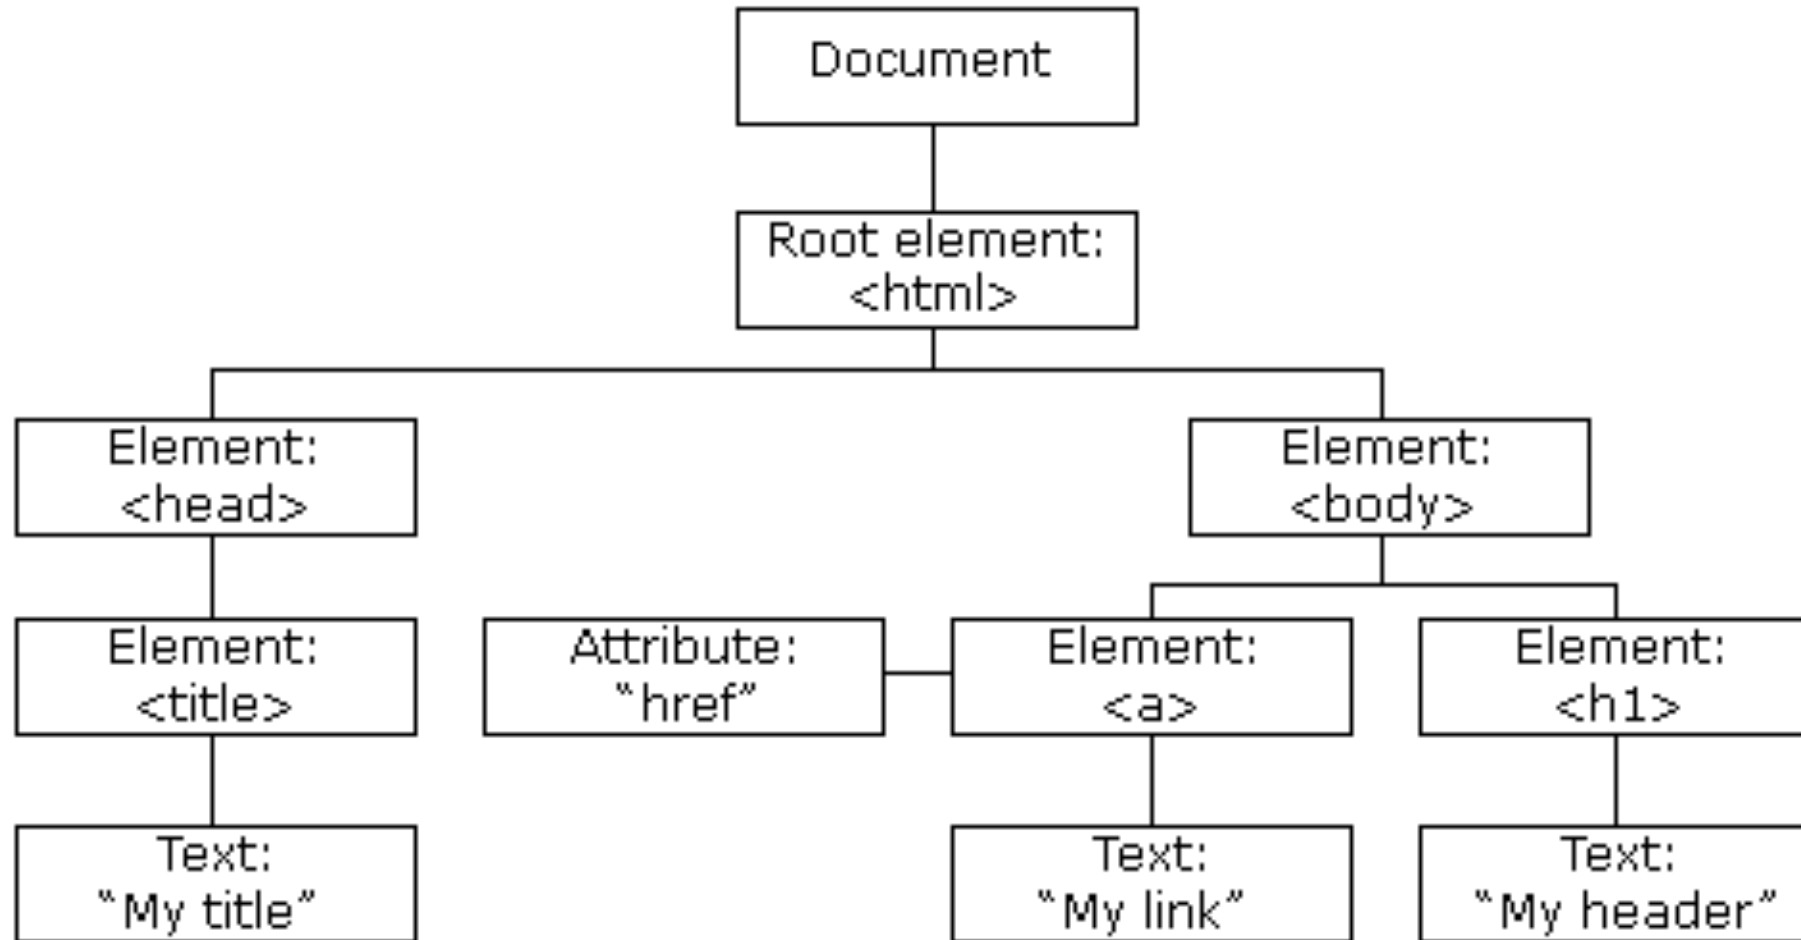 Document
Root element:
<html>
Element:
<head>
Element:
<body>
Element:
<title>
Attribute:
“href”
Element:
<a>
Element:
<h1>
Text:
“My title”
Text:
“My link”
Text:
“My header”